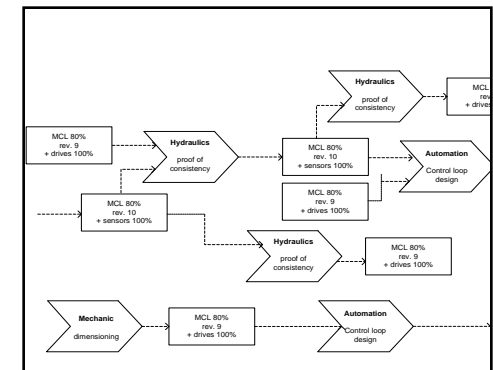 Hydraulics
proof of
consistency
MCL
rev
+ drives
MCL 80%
rev. 9
+ drives 100%
Hydraulics
proof of
consistency
MCL 80%
rev. 10
+ sensors 100%
Automation
Control loop
design
MCL 80%
rev. 9
+ drives 100%
MCL 80%
rev. 10
+ sensors 100%
Hydraulics
proof of
consistency
MCL 80%
rev. 9
+ drives 100%
Mechanic
dimensioning
MCL 80%
rev. 9
+ drives 100%
Automation
Control loop
design